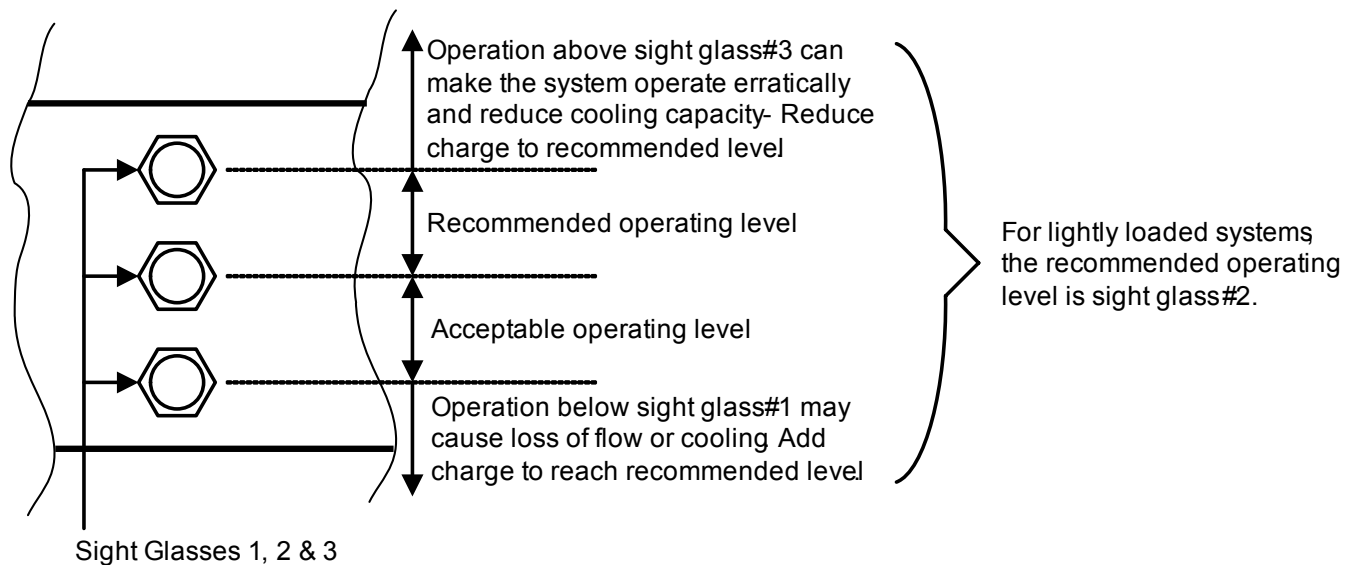 Operation above sight glass#3 can
make the system operate erratically
and reduce cooling capacity- Reduce
charge to recommended level.
Recommended operating level
Acceptable operating level
Operation below sight glass#1 may
cause loss of flow or cooling. Add
charge to reach recommended level.
For lightly loaded systems,
the recommended operating
level is sight glass#2.
Sight Glasses 1, 2 & 3